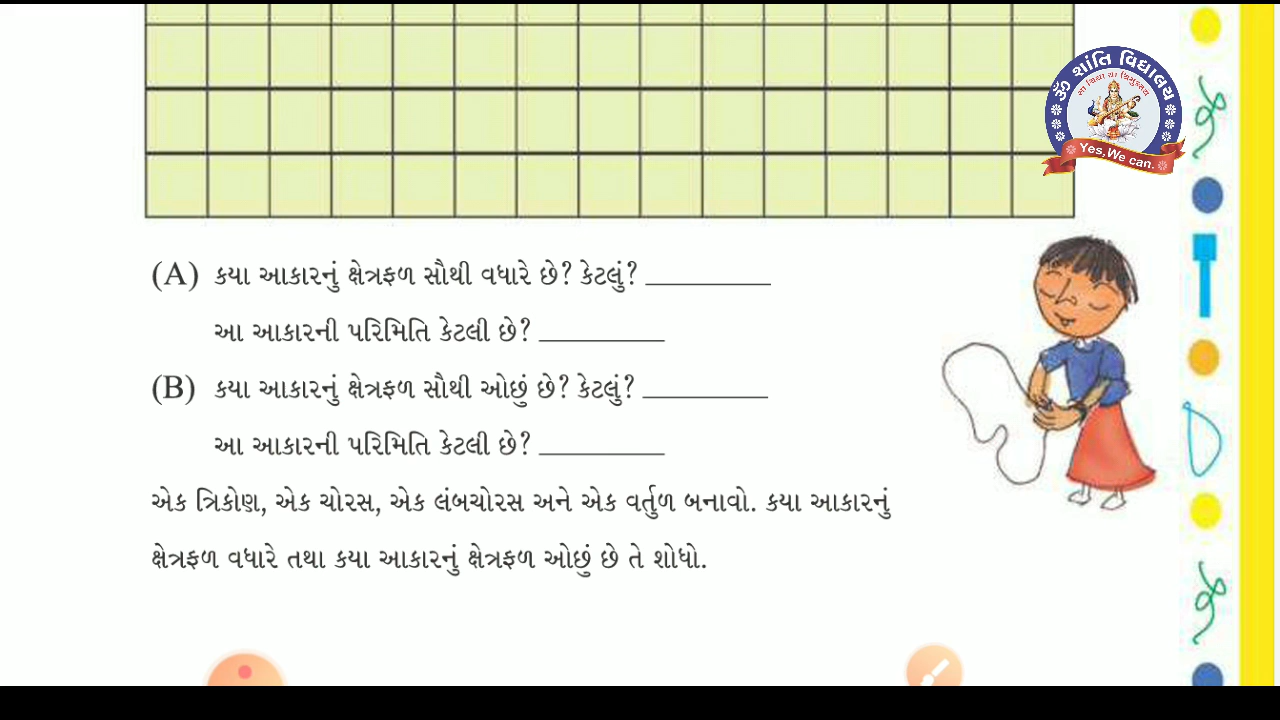 ૐ શાંતિ વિદ્યાલય
Yes, We can.
(A) કયા આકારનું ક્ષેત્રફળ સૌથી વધારે છે? કેટલું? __________
આ આકારની પરિમિતિ કેટલી છે? __________
(B) કયા આકારનું ક્ષેત્રફળ સૌથી ઓછું છે? કેટલું? __________
આ આકારની પરિમિતિ કેટલી છે? __________
એક ત્રિકોણ, એક ચોરસ, એક લંબચોરસ અને એક વર્તુળ બનાવો. કયા આકારનું
ક્ષેત્રફળ વધારે તથા કયા આકારનું ક્ષેત્રફળ ઓછું છે તે શોધો.